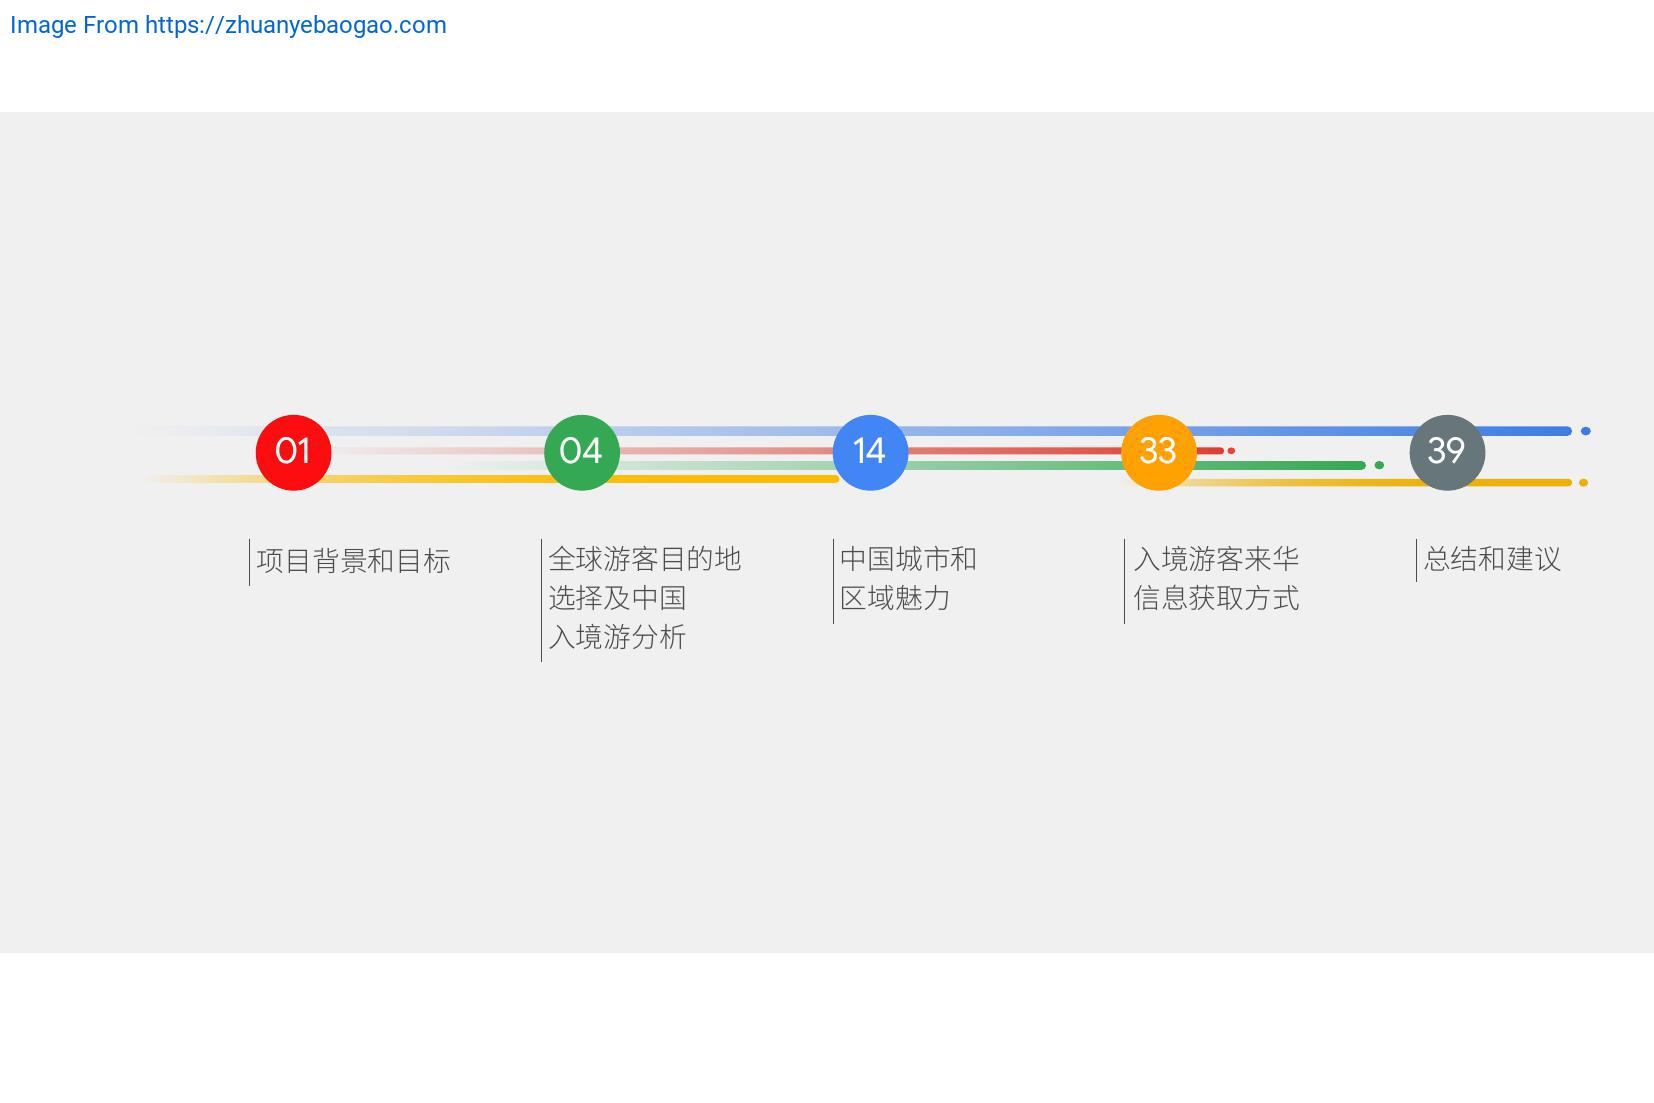 Image From https://zhuanyebaogao.com
01
04
14
33
39
项目背景和目标
全球游客目的地
选择及中国
入境游分析
中国城市和
区域魅力
入境游客来华
信息获取方式
总结和建议